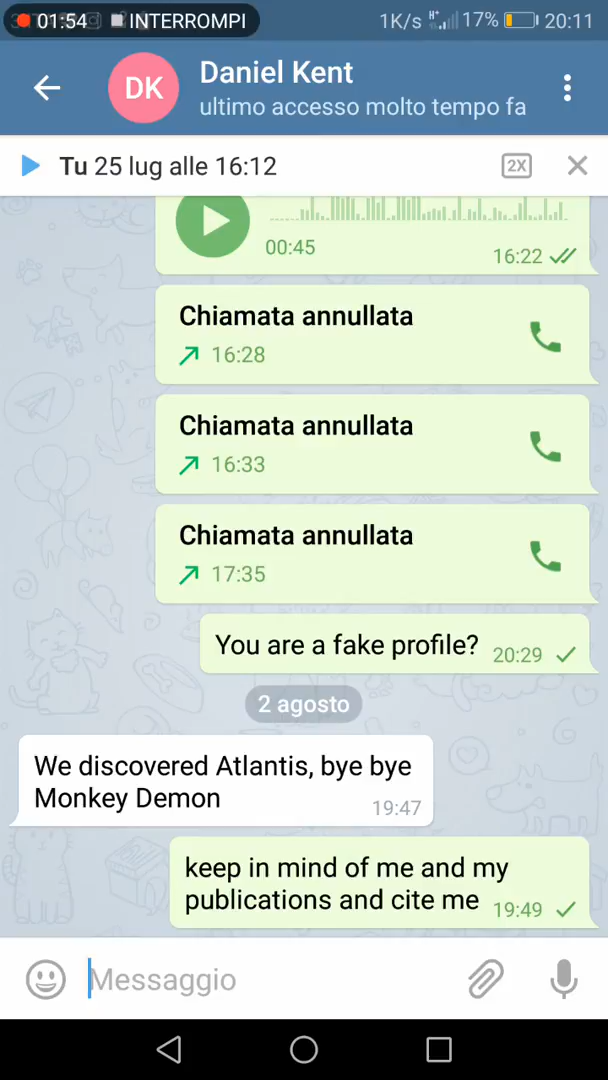 01:54 INTERROMPI 1K/s H+ 17% 20:11
DK Daniel Kent
ultimo accesso molto tempo fa
Tu 25 lug alle 16:12 2X
00:45 16:22
Chiamata annullata
16:28
Chiamata annullata
16:33
Chiamata annullata
17:35
You are a fake profile? 20:29
2 agosto
We discovered Atlantis, bye bye
Monkey Demon 19:47
keep in mind of me and my
publications and cite me 19:49
Messaggio